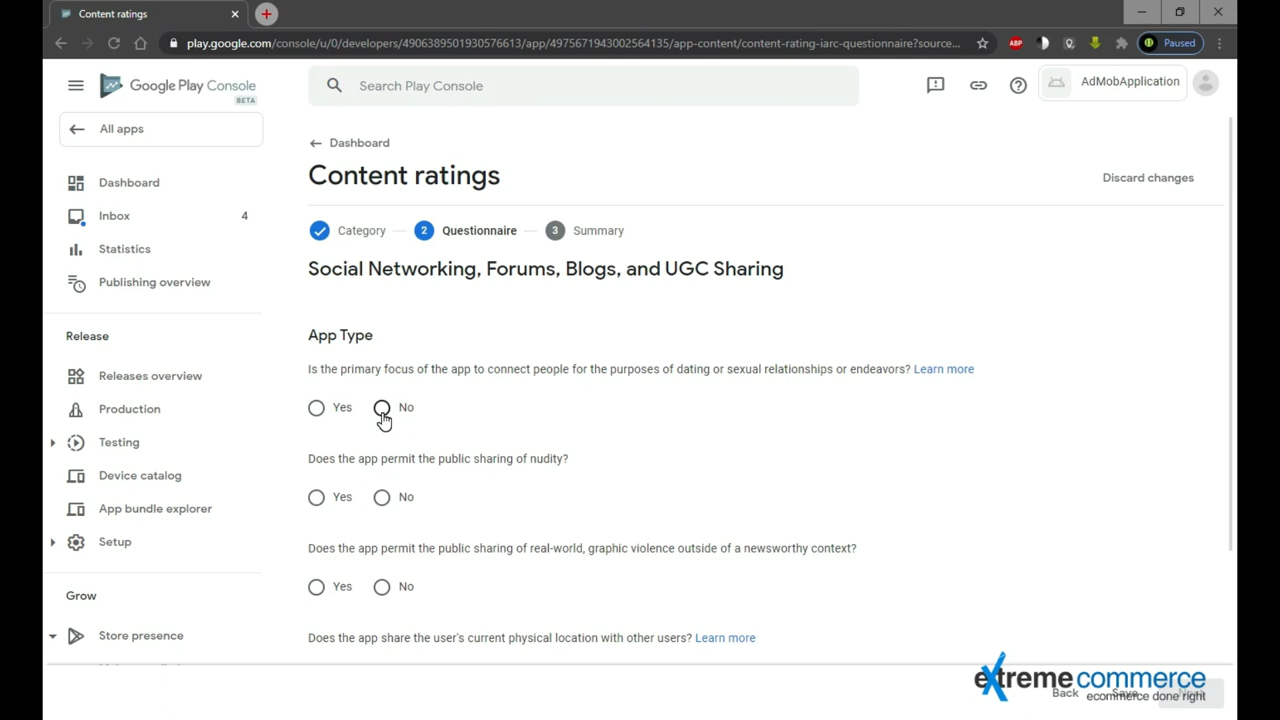 Content ratings
play.google.com/console/u/0/developers/4906389501930576613/app/4975671943002564135/app-content/content-rating-iarc-questionnaire?source...
ABP
Paused
Google Play Console
BETA
Search Play Console
AdMobApplication
All apps
Dashboard
Inbox 4
Statistics
Publishing overview
Release
Releases overview
Production
Testing
Device catalog
App bundle explorer
Setup
Grow
Store presence
Dashboard
Content ratings
Discard changes
Category
2 Questionnaire
3 Summary
Social Networking, Forums, Blogs, and UGC Sharing
App Type
Is the primary focus of the app to connect people for the purposes of dating or sexual relationships or endeavors? Learn more
Yes No
Does the app permit the public sharing of nudity?
Yes No
Does the app permit the public sharing of real-world, graphic violence outside of a newsworthy context?
Yes No
Does the app share the user's current physical location with other users? Learn more
extreme commerce
ecommerce done right
Back Save